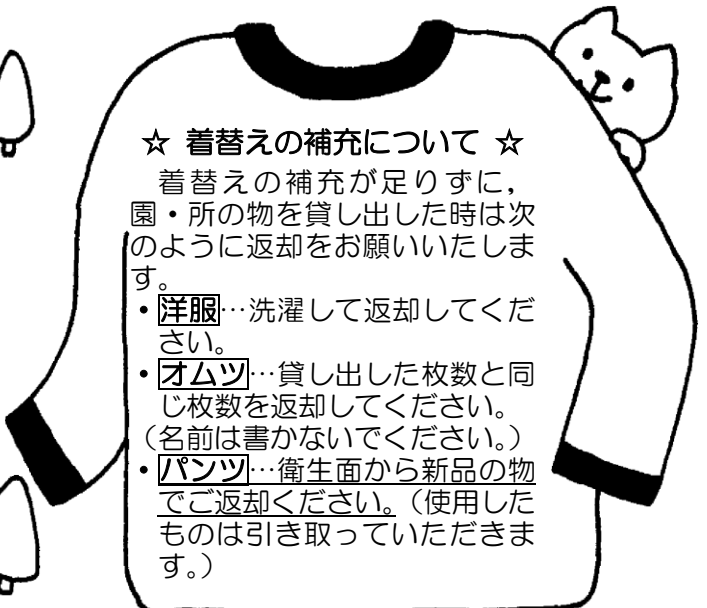 ☆ 着替えの補充について ☆
着替えの補充が足りずに，
園・所の物を貸し出した時は次
のように返却をお願いいたしま
す。
・洋服…洗濯して返却してくだ
さい。
・オムツ…貸し出した枚数と同
じ枚数を返却してください。
（名前は書かないでください。）
・パンツ…衛生面から新品の物
でご返却ください。（使用した
ものは引き取っていただきま
す。）